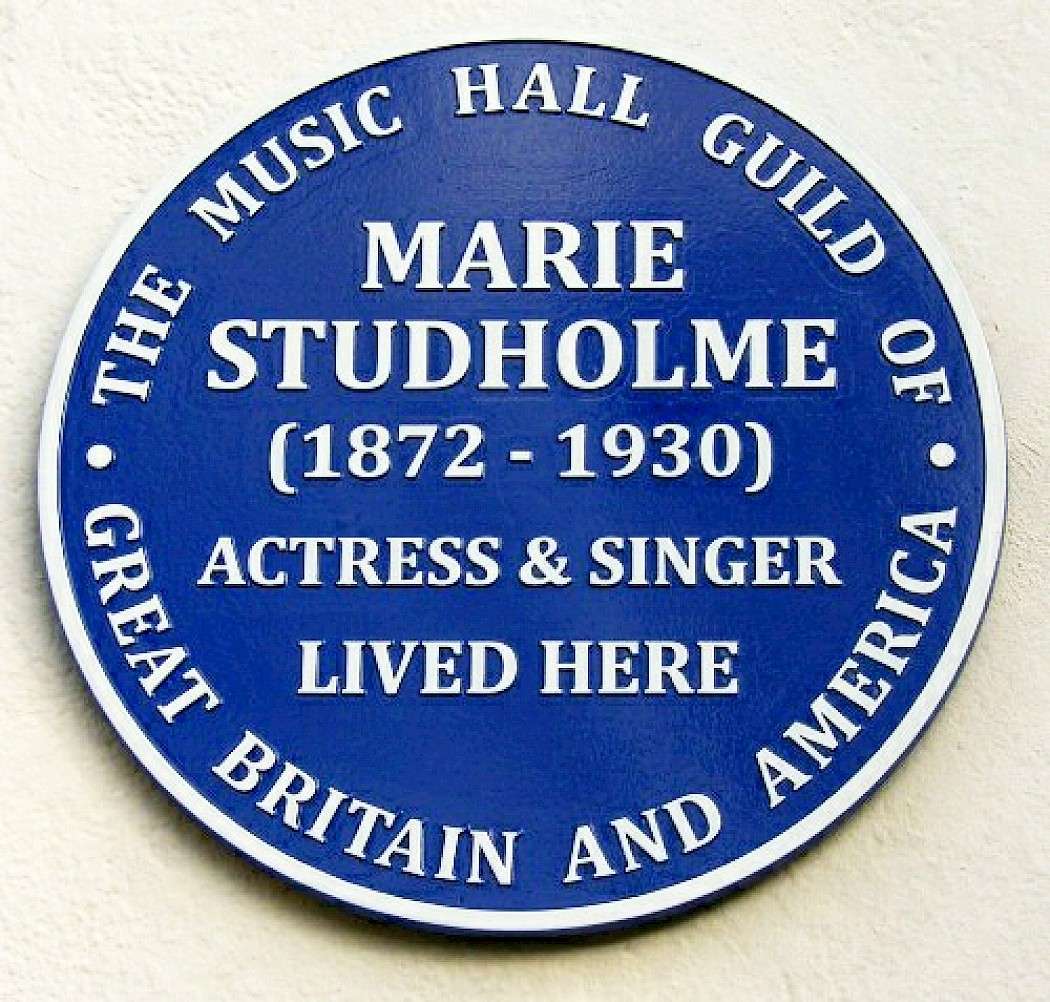 THE MUSIC HALL GUILD OF
MARIE
STUDHOLME
(1872 - 1930)
ACTRESS & SINGER
LIVED HERE
• GREAT BRITAIN AND AMERICA •